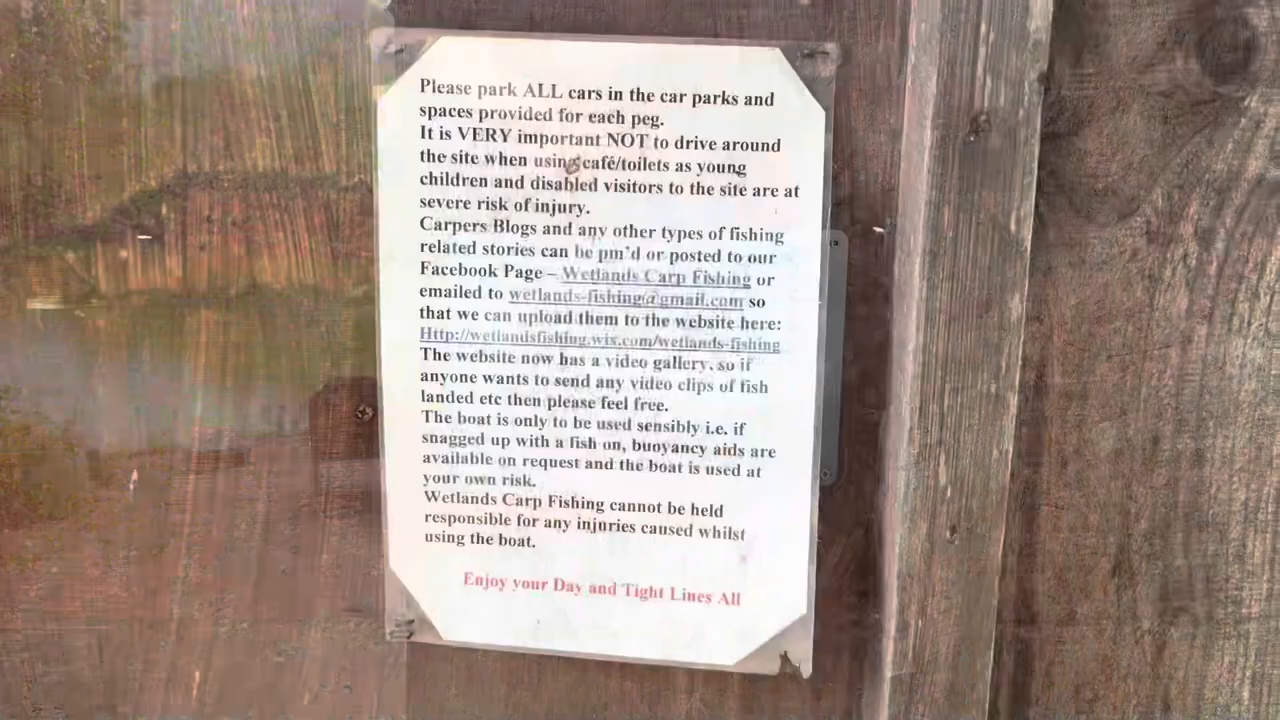 Please park ALL cars in the car parks and
spaces provided for each peg.
It is VERY important NOT to drive around
the site when using café/toilets as young
children and disabled visitors to the site are at
severe risk of injury.
Carpers Blogs and any other types of fishing
related stories can be pm'd or posted to our
Facebook Page – Wetlands Carp Fishing or
emailed to wetlands-fishing@gmail.com so
that we can upload them to the website here:
Http://wetlandsfishing.wix.com/wetlands-fishing
The website now has a video gallery, so if
anyone wants to send any video clips of fish
landed etc then please feel free.
The boat is only to be used sensibly i.e. if
snagged up with a fish on, buoyancy aids are
available on request and the boat is used at
your own risk.
Wetlands Carp Fishing cannot be held
responsible for any injuries caused whilst
using the boat.
Enjoy your Day and Tight Lines All